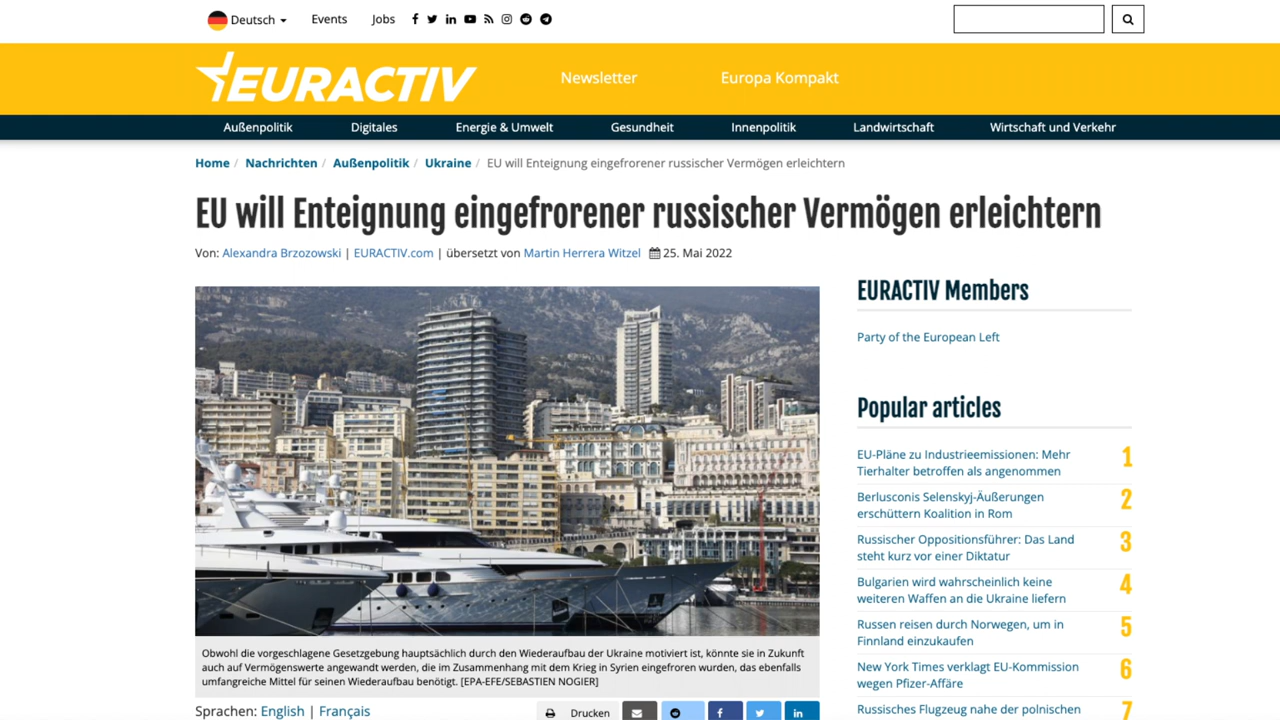 Deutsch
Events
Jobs
EURACTIV
Newsletter
Europa Kompakt
Außenpolitik
Digitales
Energie & Umwelt
Gesundheit
Innenpolitik
Landwirtschaft
Wirtschaft und Verkehr
Home / Nachrichten / Außenpolitik / Ukraine / EU will Enteignung eingefrorener russischer Vermögen erleichtern
EU will Enteignung eingefrorener russischer Vermögen erleichtern
Von: Alexandra Brzozowski | EURACTIV.com | übersetzt von Martin Herrera Witzel 25. Mai 2022
Obwohl die vorgeschlagene Gesetzgebung hauptsächlich durch den Wiederaufbau der Ukraine motiviert ist, könnte sie in Zukunft
auch auf Vermögenswerte angewandt werden, die im Zusammenhang mit dem Krieg in Syrien eingefroren wurden, das ebenfalls
umfangreiche Mittel für seinen Wiederaufbau benötigt. [EPA-EFE/SEBASTIEN NOGIER]
Sprachen: English | Français
Drucken
EURACTIV Members
Party of the European Left
Popular articles
EU-Pläne zu Industrieemissionen: Mehr
Tierhalter betroffen als angenommen
1
Berlusconis Selenskyj-Äußerungen
erschüttern Koalition in Rom
2
Russischer Oppositionsführer: Das Land
steht kurz vor einer Diktatur
3
Bulgarien wird wahrscheinlich keine
weiteren Waffen an die Ukraine liefern
4
Russen reisen durch Norwegen, um in
Finnland einzukaufen
5
New York Times verklagt EU-Kommission
wegen Pfizer-Affäre
6
Russisches Flugzeug nahe der polnischen
7